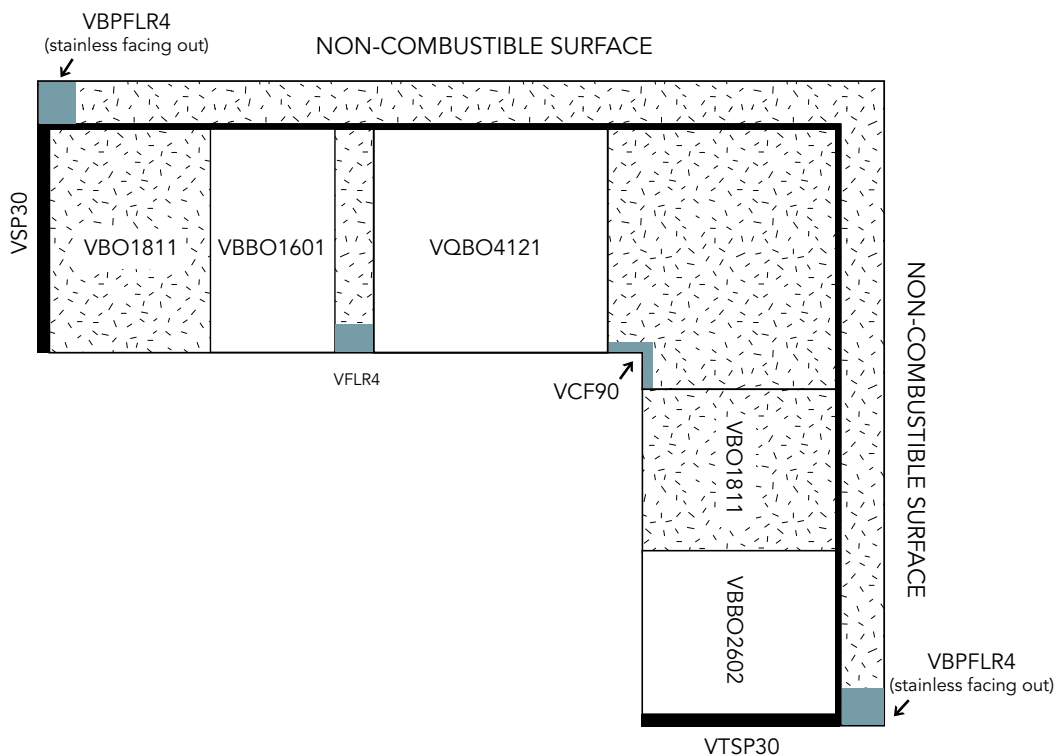 VBPFLR4
(stainless facing out)
NON-COMBUSTIBLE SURFACE
VSP30
VBO1811
VBBO1601
VQBO4121
VFLR4
VCF90
NON-COMBUSTIBLE SURFACE
VBO1811
VBBO2602
VBPFLR4
(stainless facing out)
VTSP30